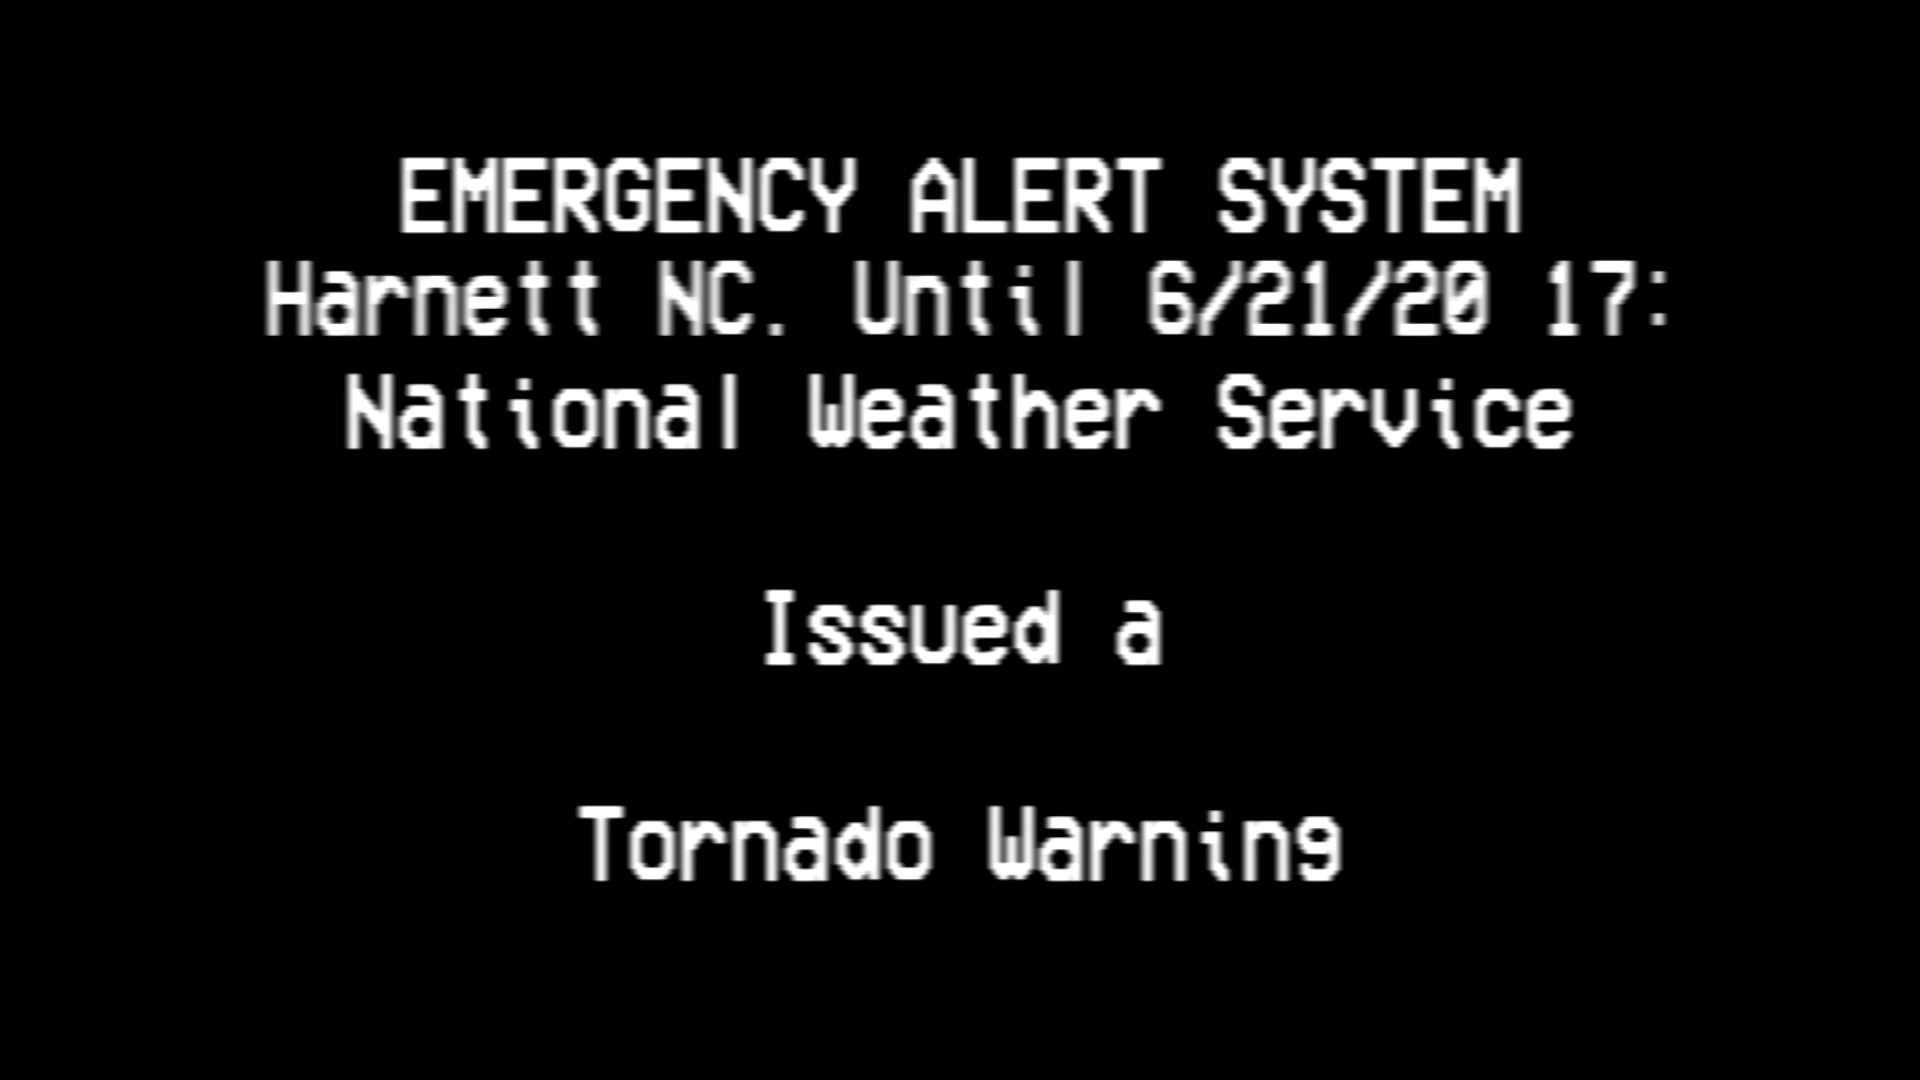 EMERGENCY ALERT SYSTEM
Harnett NC. Until 6/21/20 17:
National Weather Service
Issued a
Tornado Warning